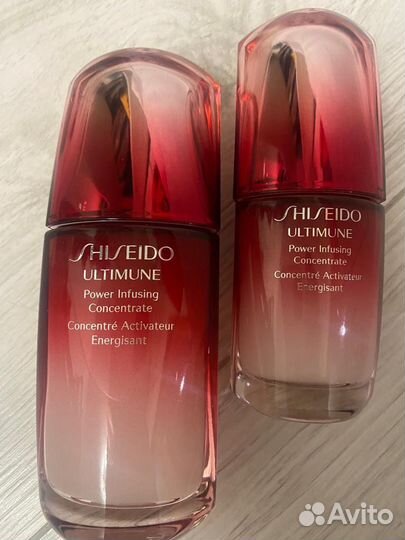 SHISEIDO
ULTIMUNE
Power Infusing
Concentrate
Concentré Activateur
Energisant
SHISEIDO
ULTIMUNE
Power Infusing
Concentrate
Concentré Activateur
Energisant
Avito